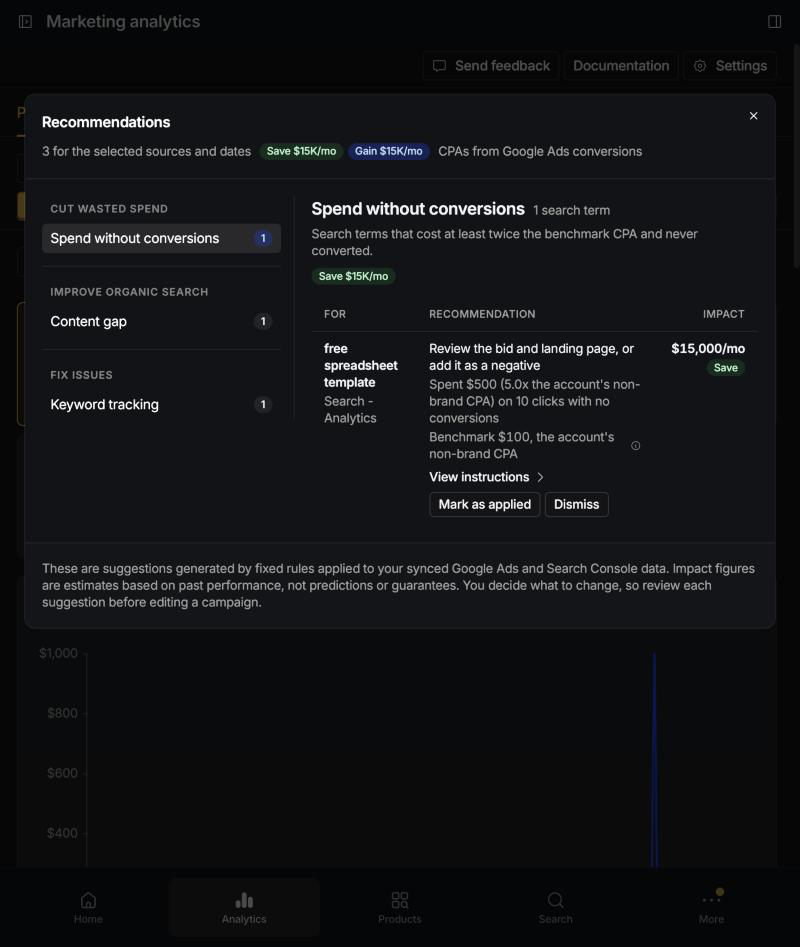 Marketing analytics
Send feedback
Documentation
Settings
P
Recommendations
3 for the selected sources and dates
Save $15K/mo
Gain $15K/mo
CPAs from Google Ads conversions
CUT WASTED SPEND
Spend without conversions
1
IMPROVE ORGANIC SEARCH
Content gap
1
FIX ISSUES
Keyword tracking
1
Spend without conversions
1 search term
Search terms that cost at least twice the benchmark CPA and never
converted.
Save $15K/mo
FOR
RECOMMENDATION
IMPACT
free
spreadsheet
template
Search -
Analytics
Review the bid and landing page, or
add it as a negative
Spent $500 (5.0x the account's non-
brand CPA) on 10 clicks with no
conversions
Benchmark $100, the account's
non-brand CPA
View instructions
Mark as applied
Dismiss
$15,000/mo
Save
These are suggestions generated by fixed rules applied to your synced Google Ads and Search Console data. Impact figures
are estimates based on past performance, not predictions or guarantees. You decide what to change, so review each
suggestion before editing a campaign.
$1,000
$800
$600
$400
Home
Analytics
Products
Search
More